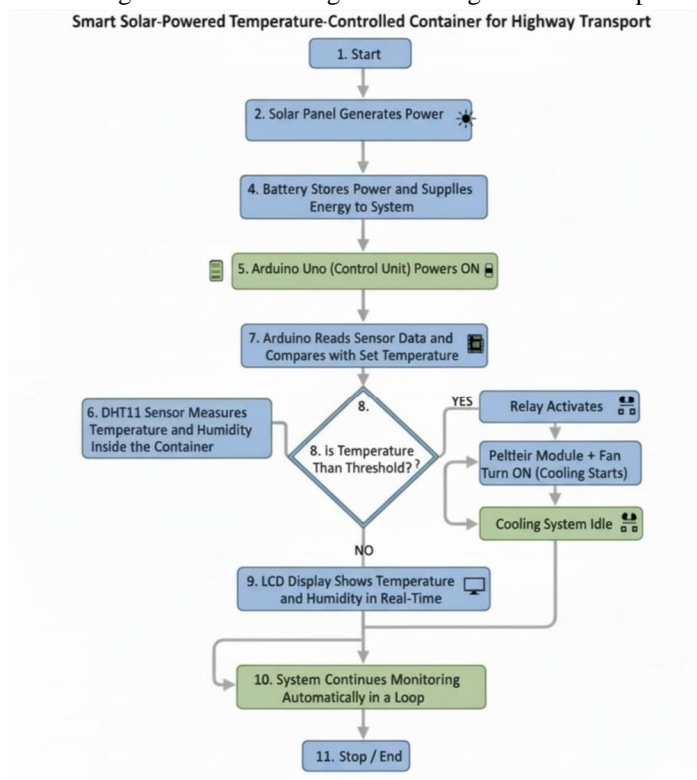 Smart Solar-Powered Temperature-Controlled Container for Highway Transport
1. Start
2. Solar Panel Generates Power
4. Battery Stores Power and Supplies
Energy to System
5. Arduino Uno (Control Unit) Powers ON
7. Arduino Reads Sensor Data and
Compares with Set Temperature
6. DHT11 Sensor Measures
Temperature and Humidity
Inside the Container
8.
8. is Temperature
Than Threshold??
YES
Relay Activates
Peltfeir Module + Fan
Turn ON (Cooling Starts)
Cooling System Idle
NO
9. LCD Display Shows Temperature
and Humidity in Real-Time
10. System Continues Monitoring
Automatically in a Loop
11. Stop / End